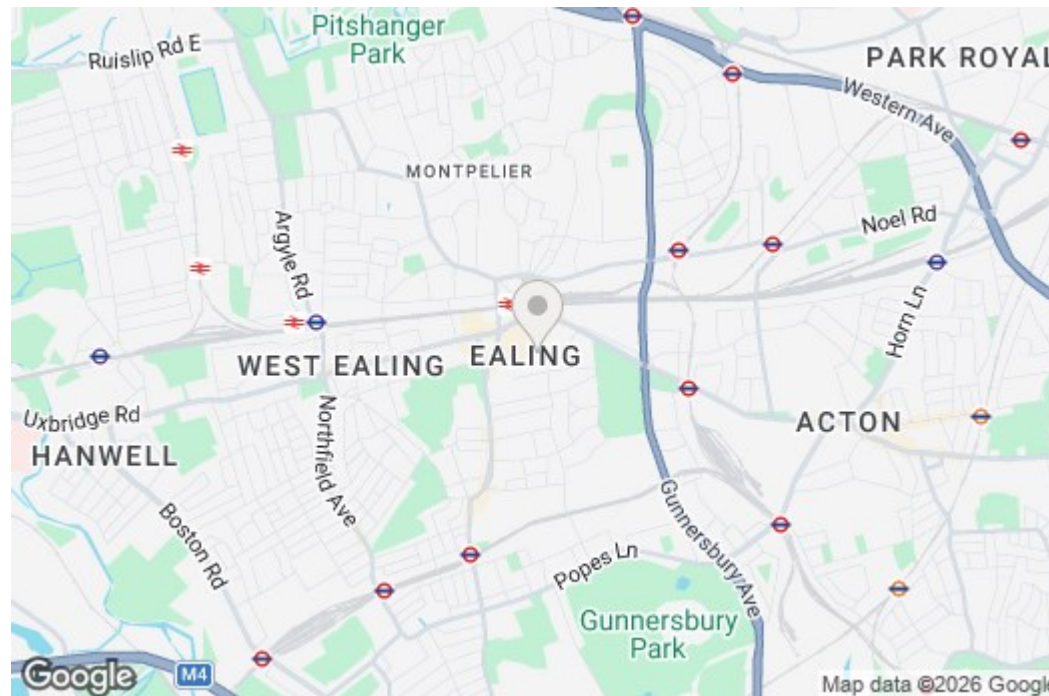 Pitshanger
Park
Ruislip Rd E
PARK ROYAL
Western Ave
MONTPELIER
Argyle Rd
Noel Rd
Horn Ln
WEST EALING
EALING
Uxbridge Rd
HANWELL
Northfield Ave
ACTON
Boston Rd
Gunnersbury Ave
Popes Ln
Gunnersbury
Park
M4
Google
Map data ©2026 Google